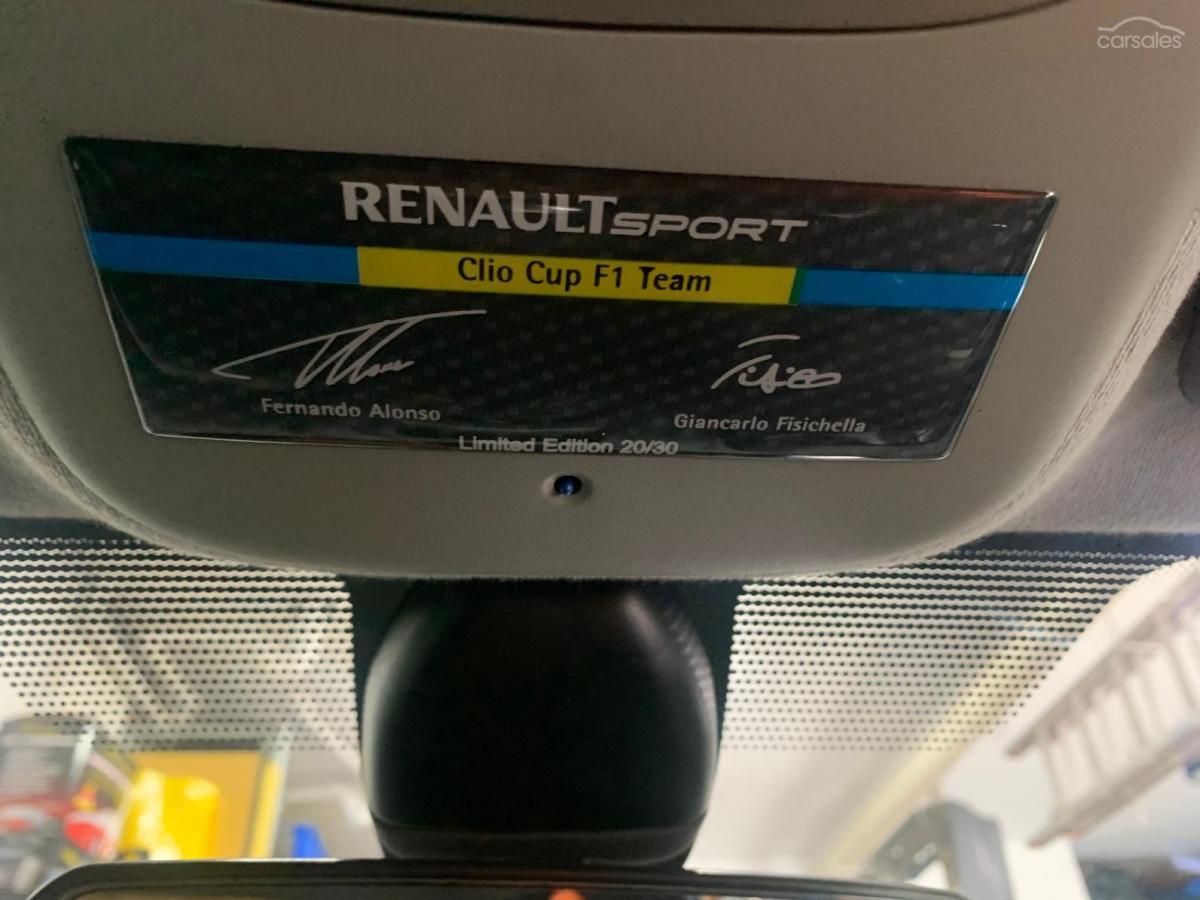 carsales
RENAULTSPORT
Clio Cup F1 Team
Fernando Alonso
Giancarlo Fisichella
Limited Edition 20/30